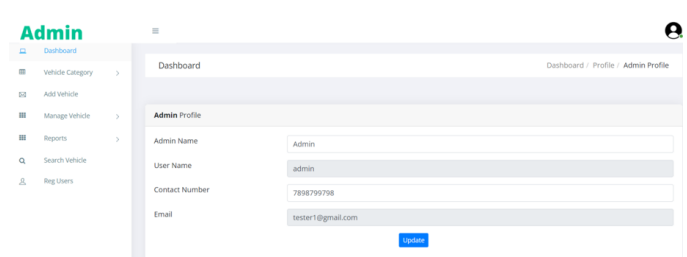 Admin
Dashboard
Vehicle Category
Add Vehicle
Manage Vehicle
Reports
Search Vehicle
Reg Users
Dashboard
Dashboard / Profile / Admin Profile
Admin Profile
Admin Name
Admin
User Name
admin
Contact Number
7898799798
Email
tester1@gmail.com
Update